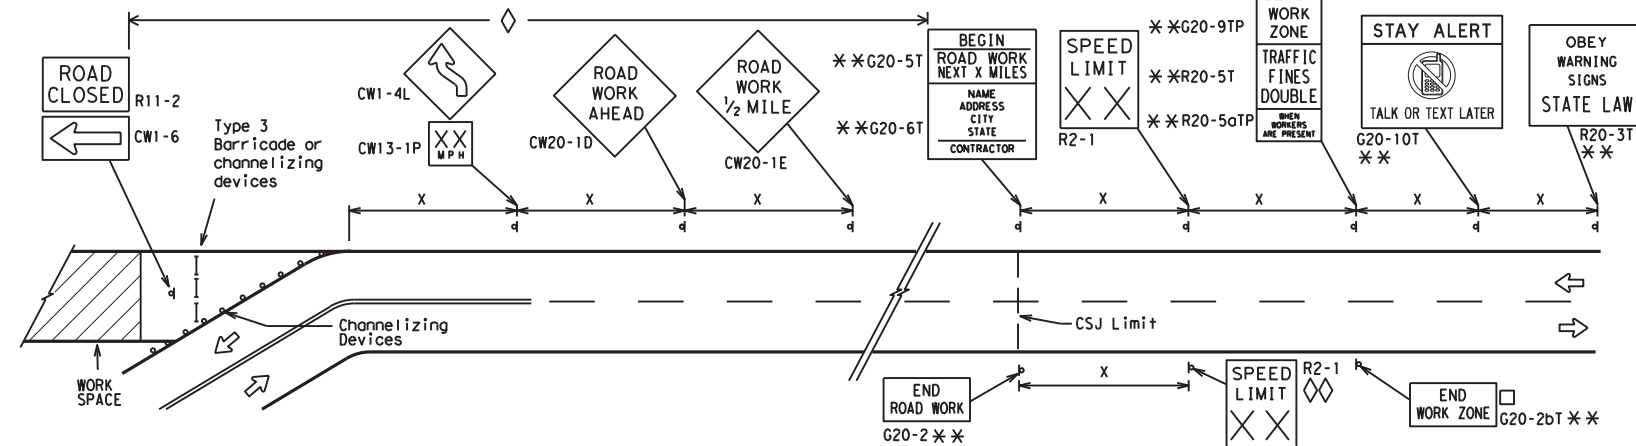 ROAD
CLOSED
R11-2
CW1-6
Type 3
Barricade or
channelizing
devices
CW1-4L
XX
MPH
CW13-1P
ROAD
WORK
AHEAD
CW20-1D
ROAD
WORK
1/2 MILE
CW20-1E
**G20-5T
**G20-6T
BEGIN
ROAD WORK
NEXT X MILES
NAME
ADDRESS
CITY
STATE
CONTRACTOR
SPEED
LIMIT
XX
R2-1
**G20-9TP
**R20-5T
**R20-5aTP
WORK
ZONE
TRAFFIC
FINES
DOUBLE
WHEN
WORKERS
ARE PRESENT
STAY ALERT
TALK OR TEXT LATER
G20-10T
**
OBEY
WARNING
SIGNS
STATE LAW
R20-3T
**
X
X
X
X
X
X
X
WORK
SPACE
Channelizing
Devices
CSJ Limit
END
ROAD WORK
G20-2**
X
SPEED
LIMIT
XX
R2-1
END
WORK ZONE
G20-2bT**